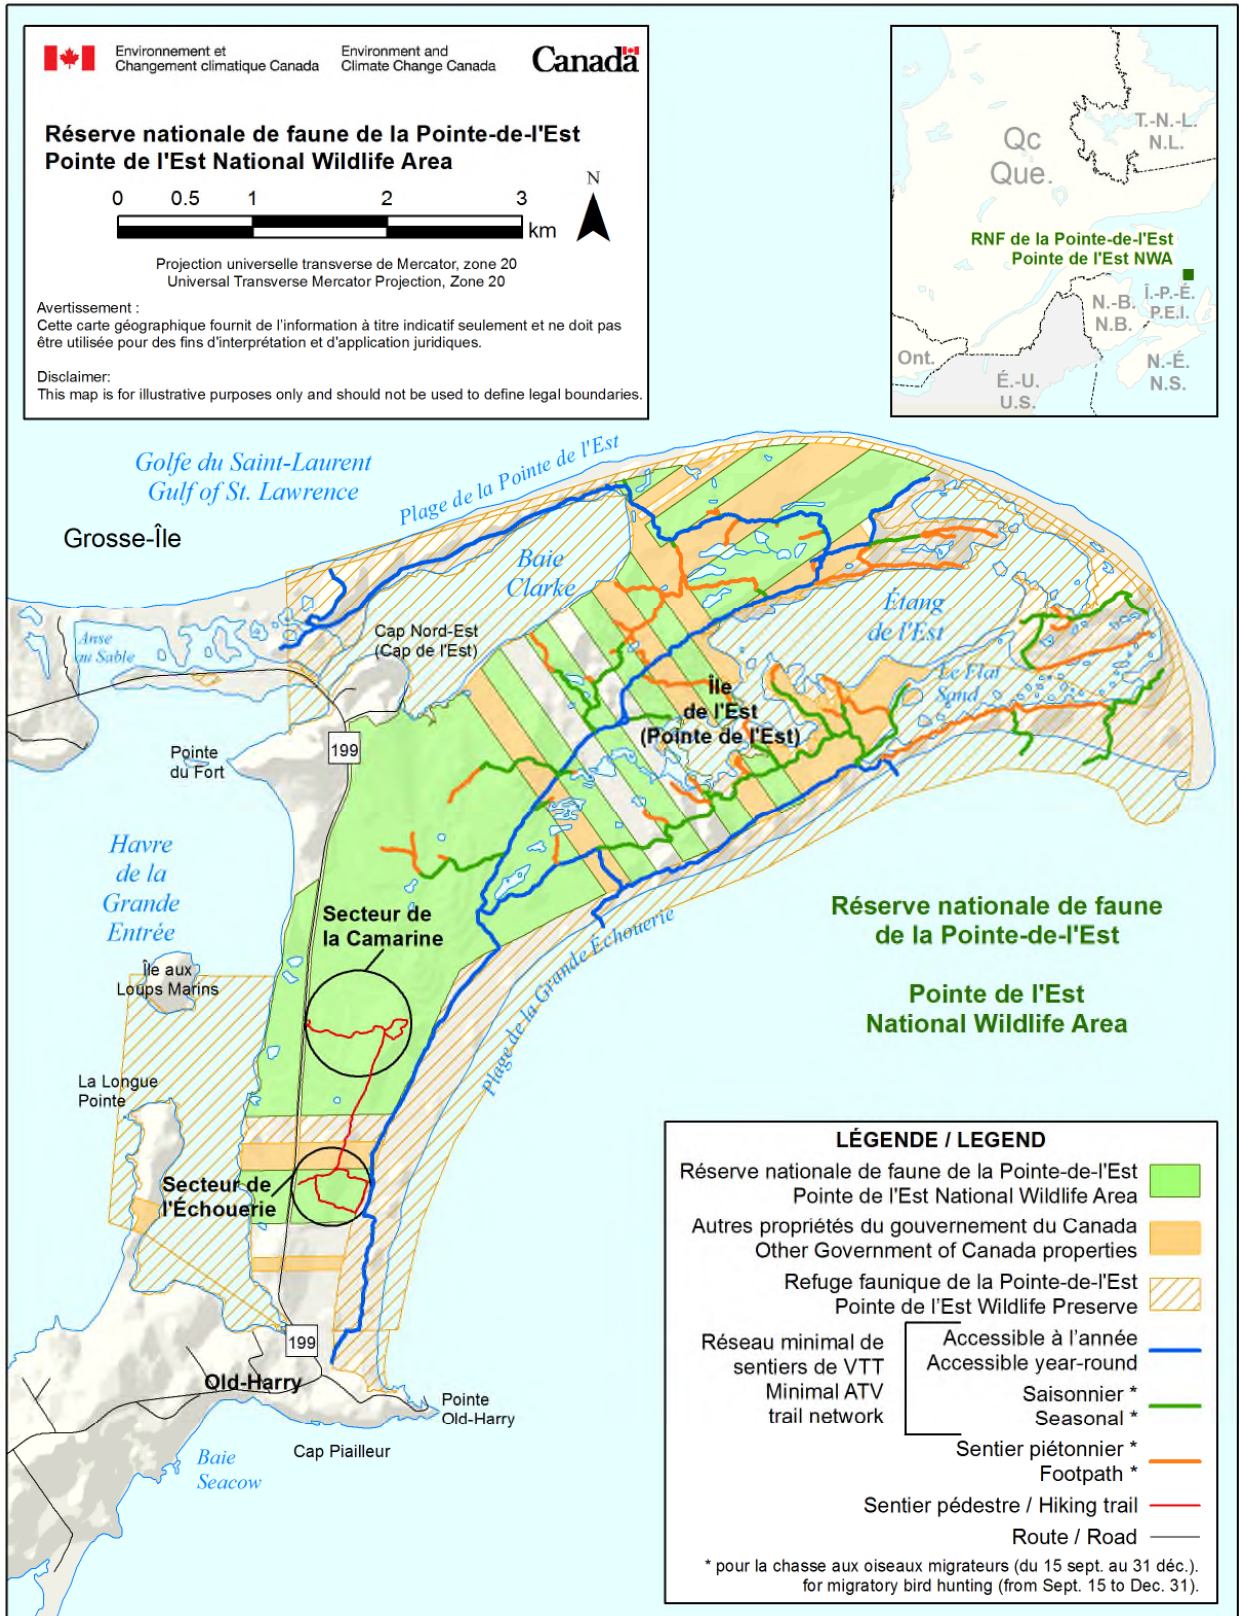 Environnement et
Changement climatique Canada
Environment and
Climate Change Canada
Canada
Réserve nationale de faune de la Pointe-de-l'Est
Pointe de l'Est National Wildlife Area
0 0.5 1 2 3
km
N
Projection universelle transverse de Mercator, zone 20
Universal Transverse Mercator Projection, Zone 20
Avertissement :
Cette carte géographique fournit de l'information à titre indicatif seulement et ne doit pas
être utilisée pour des fins d'interprétation et d'application juridiques.
Disclaimer:
This map is for illustrative purposes only and should not be used to define legal boundaries.
T.-N.-L.
N.L.
Qc
Que.
RNF de la Pointe-de-l'Est
Pointe de l'Est NWA
Î.-P.-É.
P.E.I.
N.-B.
N.B.
Ont.
N.-É.
N.S.
É.-U.
U.S.
Golfe du Saint-Laurent
Gulf of St. Lawrence
Plage de la Pointe de l'Est
Grosse-Île
Baie
Clarke
Étang
de l'Est
Anse
au Sable
Cap Nord-Est
(Cap de l'Est)
Le Flat
Sand
Île
de l'Est
(Pointe de l'Est)
199
Pointe
du Fort
Havre
de la
Grande
Entrée
Secteur de
la Camarine
Plage de la Grande Échouerie
Réserve nationale de faune
de la Pointe-de-l'Est
Pointe de l'Est
National Wildlife Area
Île aux
Loups Marins
La Longue
Pointe
Secteur de
l'Échouerie
199
Old-Harry
Pointe
Old-Harry
Cap Piailleur
Baie
Seacow
LÉGENDE / LEGEND
Réserve nationale de faune de la Pointe-de-l'Est
Pointe de l'Est National Wildlife Area
Autres propriétés du gouvernement du Canada
Other Government of Canada properties
Refuge faunique de la Pointe-de-l'Est
Pointe de l'Est Wildlife Preserve
Réseau minimal de
sentiers de VTT
Minimal ATV
trail network
Accessible à l'année
Accessible year-round
Saisonnier *
Seasonal *
Sentier piétonnier *
Footpath *
Sentier pédestre / Hiking trail
Route / Road
* pour la chasse aux oiseaux migrateurs (du 15 sept. au 31 déc.).
for migratory bird hunting (from Sept. 15 to Dec. 31).